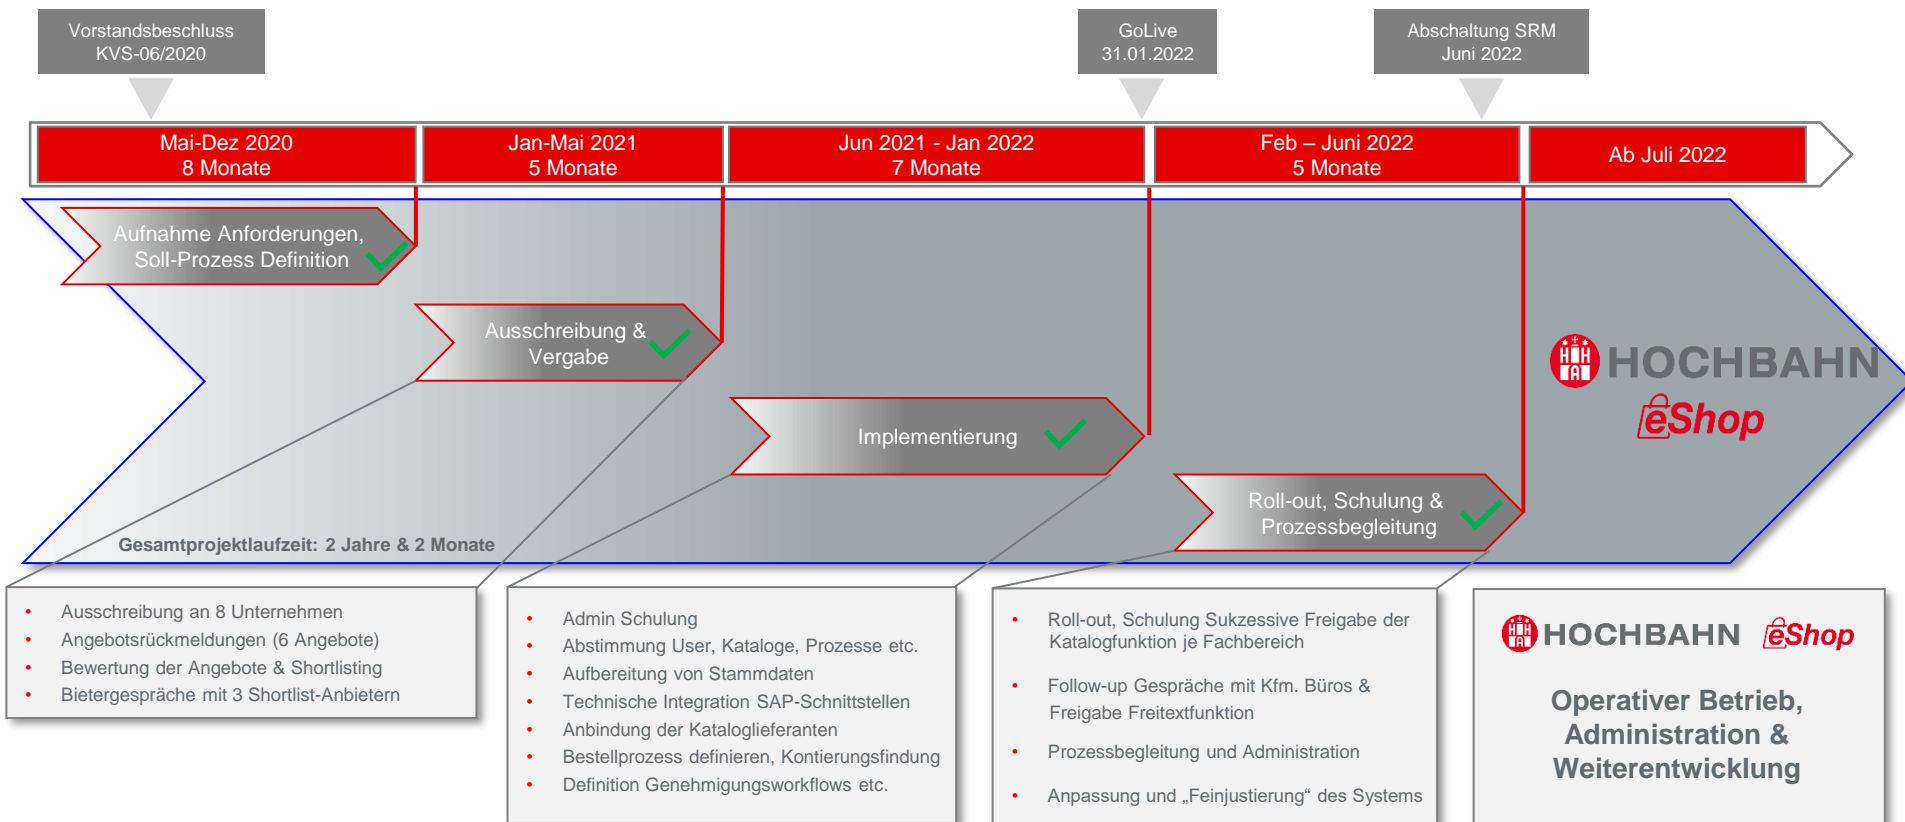 Vorstandsbeschluss
KVS-06/2020
GoLive
31.01.2022
Abschaltung SRM
Juni 2022
Mai-Dez 2020
8 Monate
Jan-Mai 2021
5 Monate
Jun 2021 - Jan 2022
7 Monate
Feb – Juni 2022
5 Monate
Ab Juli 2022
Aufnahme Anforderungen,
Soll-Prozess Definition
Ausschreibung &
Vergabe
Implementierung
Roll-out, Schulung &
Prozessbegleitung
HOCHBAHN
eShop
Gesamtprojektlaufzeit: 2 Jahre & 2 Monate
• Ausschreibung an 8 Unternehmen
• Angebotsrückmeldungen (6 Angebote)
• Bewertung der Angebote & Shortlisting
• Bietergespräche mit 3 Shortlist-Anbietern
• Admin Schulung
• Abstimmung User, Kataloge, Prozesse etc.
• Aufbereitung von Stammdaten
• Technische Integration SAP-Schnittstellen
• Anbindung der Kataloglieferanten
• Bestellprozess definieren, Kontierungsfindung
• Definition Genehmigungsworkflows etc.
• Roll-out, Schulung Sukzessive Freigabe der
Katalogfunktion je Fachbereich
• Follow-up Gespräche mit Kfm. Büros &
Freigabe Freitextfunktion
• Prozessbegleitung und Administration
• Anpassung und „Feinjustierung“ des Systems
HOCHBAHN eShop
Operativer Betrieb,
Administration &
Weiterentwicklung